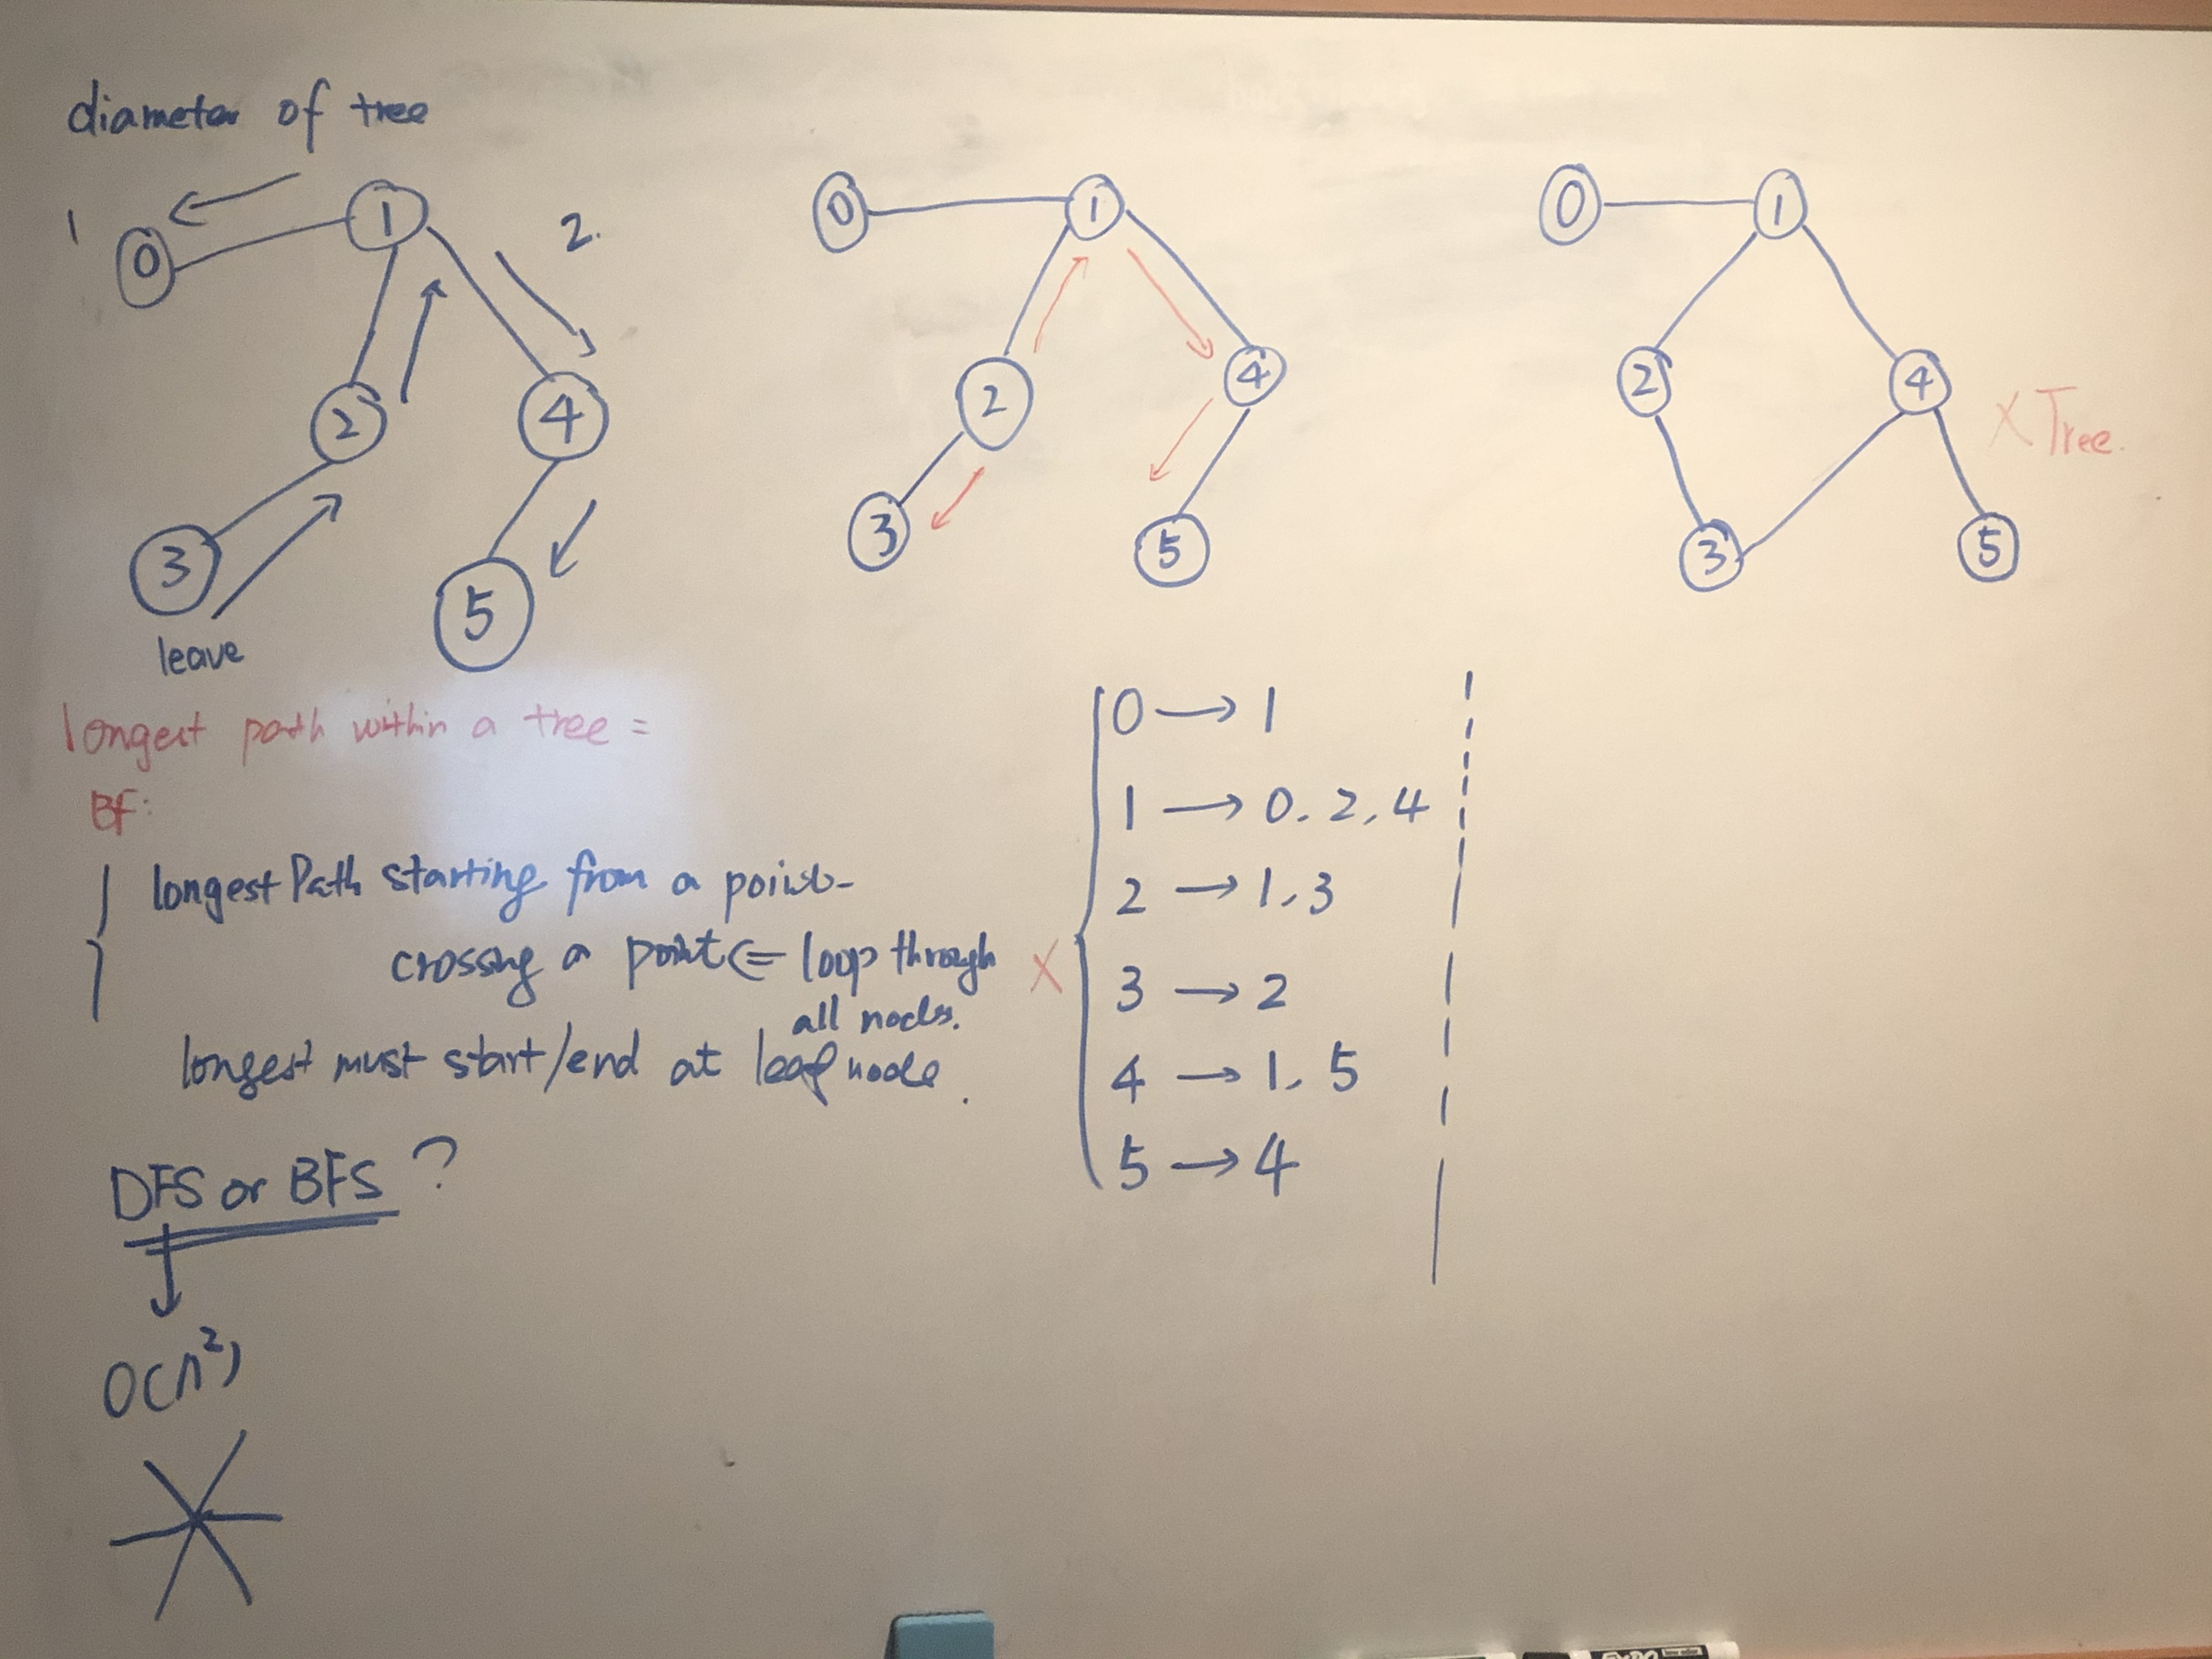 diameter of tree
1
0
1
2.
2
4
3
5
leave
0
1
2
4
3
5
0
1
2
4
3
5
X Tree.
longest path within a tree =
BF:
longest Path starting from a point
crossing a point <= loop through
all nodes.
longest must start/end at leaf node.
X
0 → 1
1 → 0. 2, 4
2 → 1, 3
3 → 2
4 → 1, 5
5 → 4
DFS or BFS ?
O(n²)
EXPO